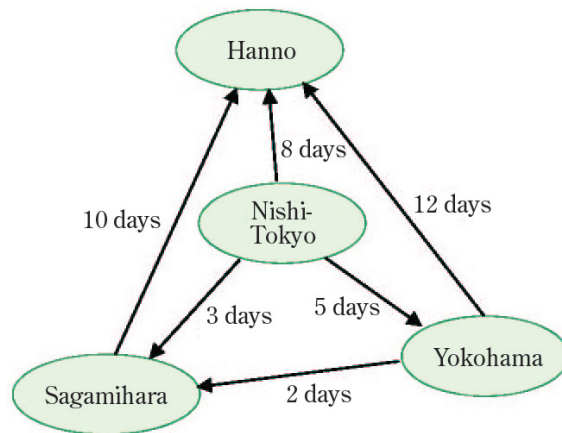 Hanno
8 days
10 days
12 days
Nishi-
Tokyo
3 days
5 days
Sagamihara
2 days
Yokohama